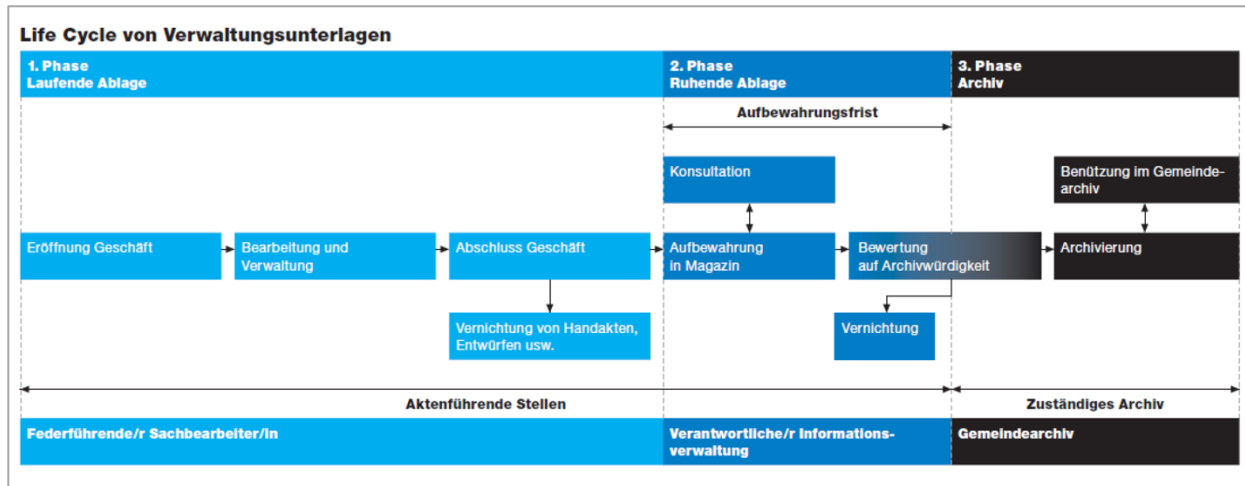 Life Cycle von Verwaltungsunterlagen
1. Phase
Laufende Ablage
2. Phase
Ruhende Ablage
3. Phase
Archiv
Aufbewahrungsfrist
Konsultation
Benützung im Gemeinde-
archiv
Eröffnung Geschäft
Bearbeitung und
Verwaltung
Abschluss Geschäft
Aufbewahrung
in Magazin
Bewertung
auf Archivwürdigkeit
Archivierung
Vernichtung von Handakten,
Entwürfen usw.
Vernichtung
Aktenführende Stellen
Zuständiges Archiv
Federführende/r Sachbearbeiter/in
Verantwortliche/r Informations-
verwaltung
Gemeindearchiv